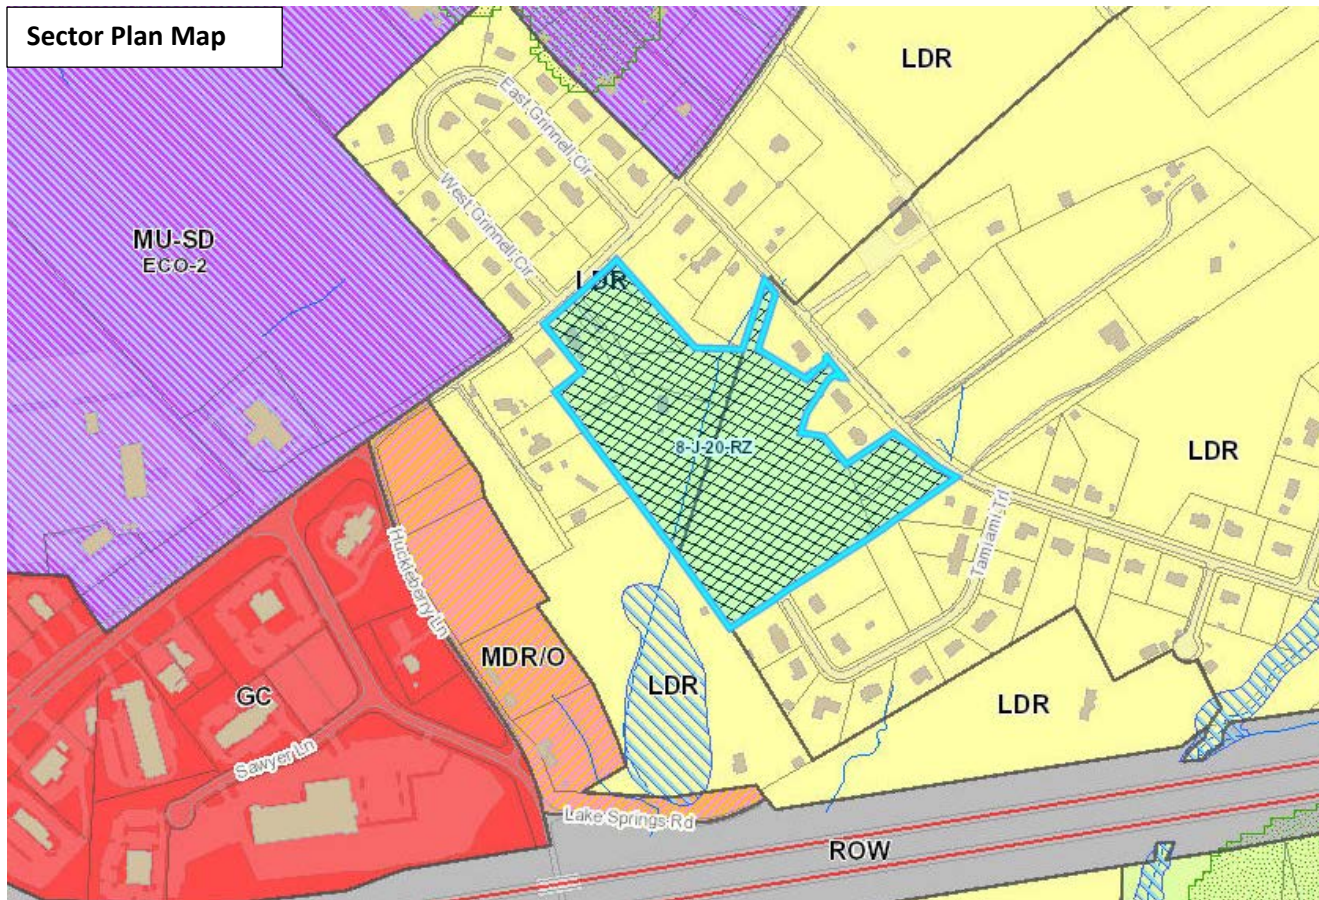 Sector Plan Map
LDR
East Grinnell Cir
West Grinnell Cir
MU-SD
ECO-2
LDR
8-J-20-RZ
LDR
Tamiami Trl
Huckleberry Ln
MDR/O
LDR
GC
LDR
Sawyer Ln
Lake Springs Rd
ROW